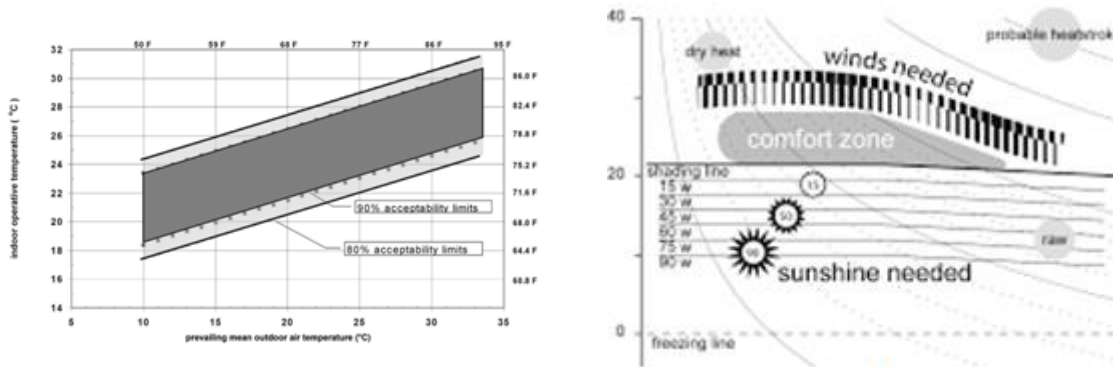 50 F 59 F 68 F 77 F 86 F 95 F
32
30
28
26
24
22
20
18
16
14
86.0 F
82.4 F
78.8 F
75.2 F
71.6 F
68.0 F
64.4 F
60.8 F
indoor operative temperature (°C)
90% acceptability limits
80% acceptability limits
5 10 15 20 25 30 35
prevailing mean outdoor air temperature (°C)
40
30
20
10
0
dry heat
probable heatstrok
winds needed
comfort zone
shading line
15 w
30 w
45 w
60 w
75 w
90 w
15
50
raw
sunshine needed
freezing line